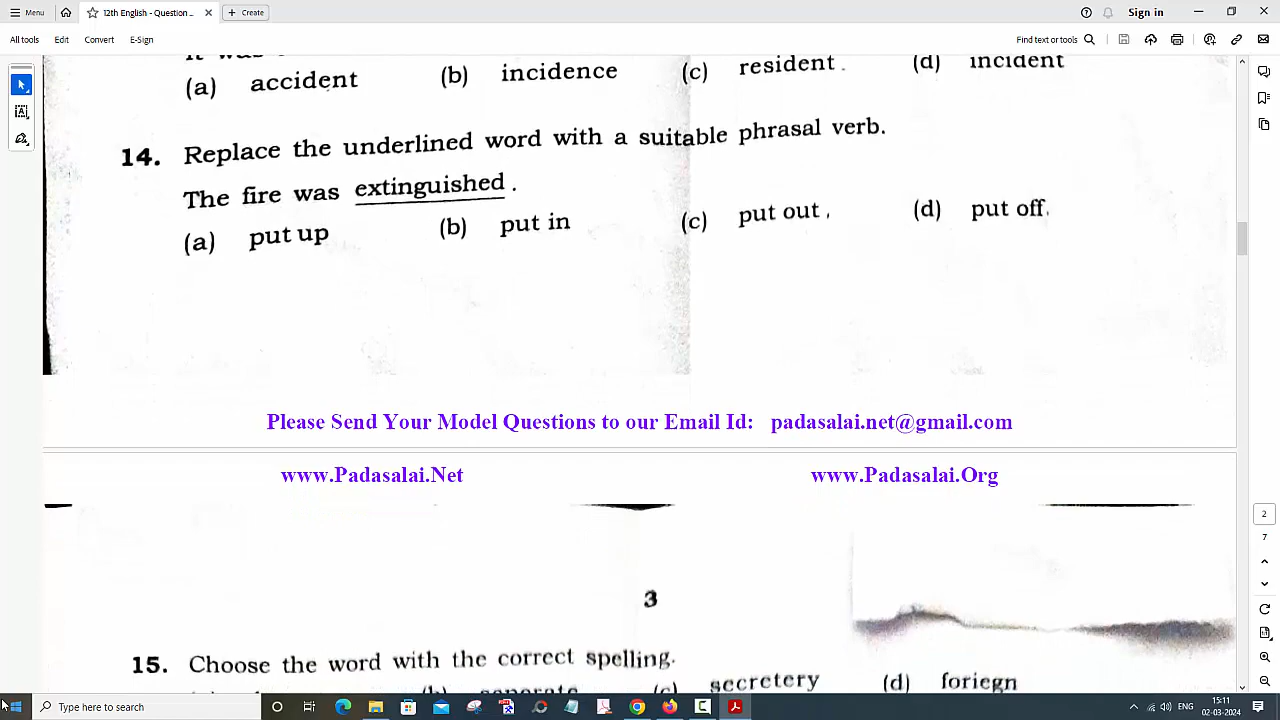 Menu
12th English - Question ...
Create
Sign in
All tools Edit Convert E-Sign
Find text or tools
(a) accident (b) incidence (c) resident (d) incident
14. Replace the underlined word with a suitable phrasal verb.
The fire was extinguished.
(a) put up (b) put in (c) put out (d) put off
Please Send Your Model Questions to our Email Id: padasalai.net@gmail.com
www.Padasalai.Net www.Padasalai.Org
2
7
3
15. Choose the word with the correct spelling.
(c) secretery (d) foriegn
Type here to search
ENG
15:11
02-03-2024